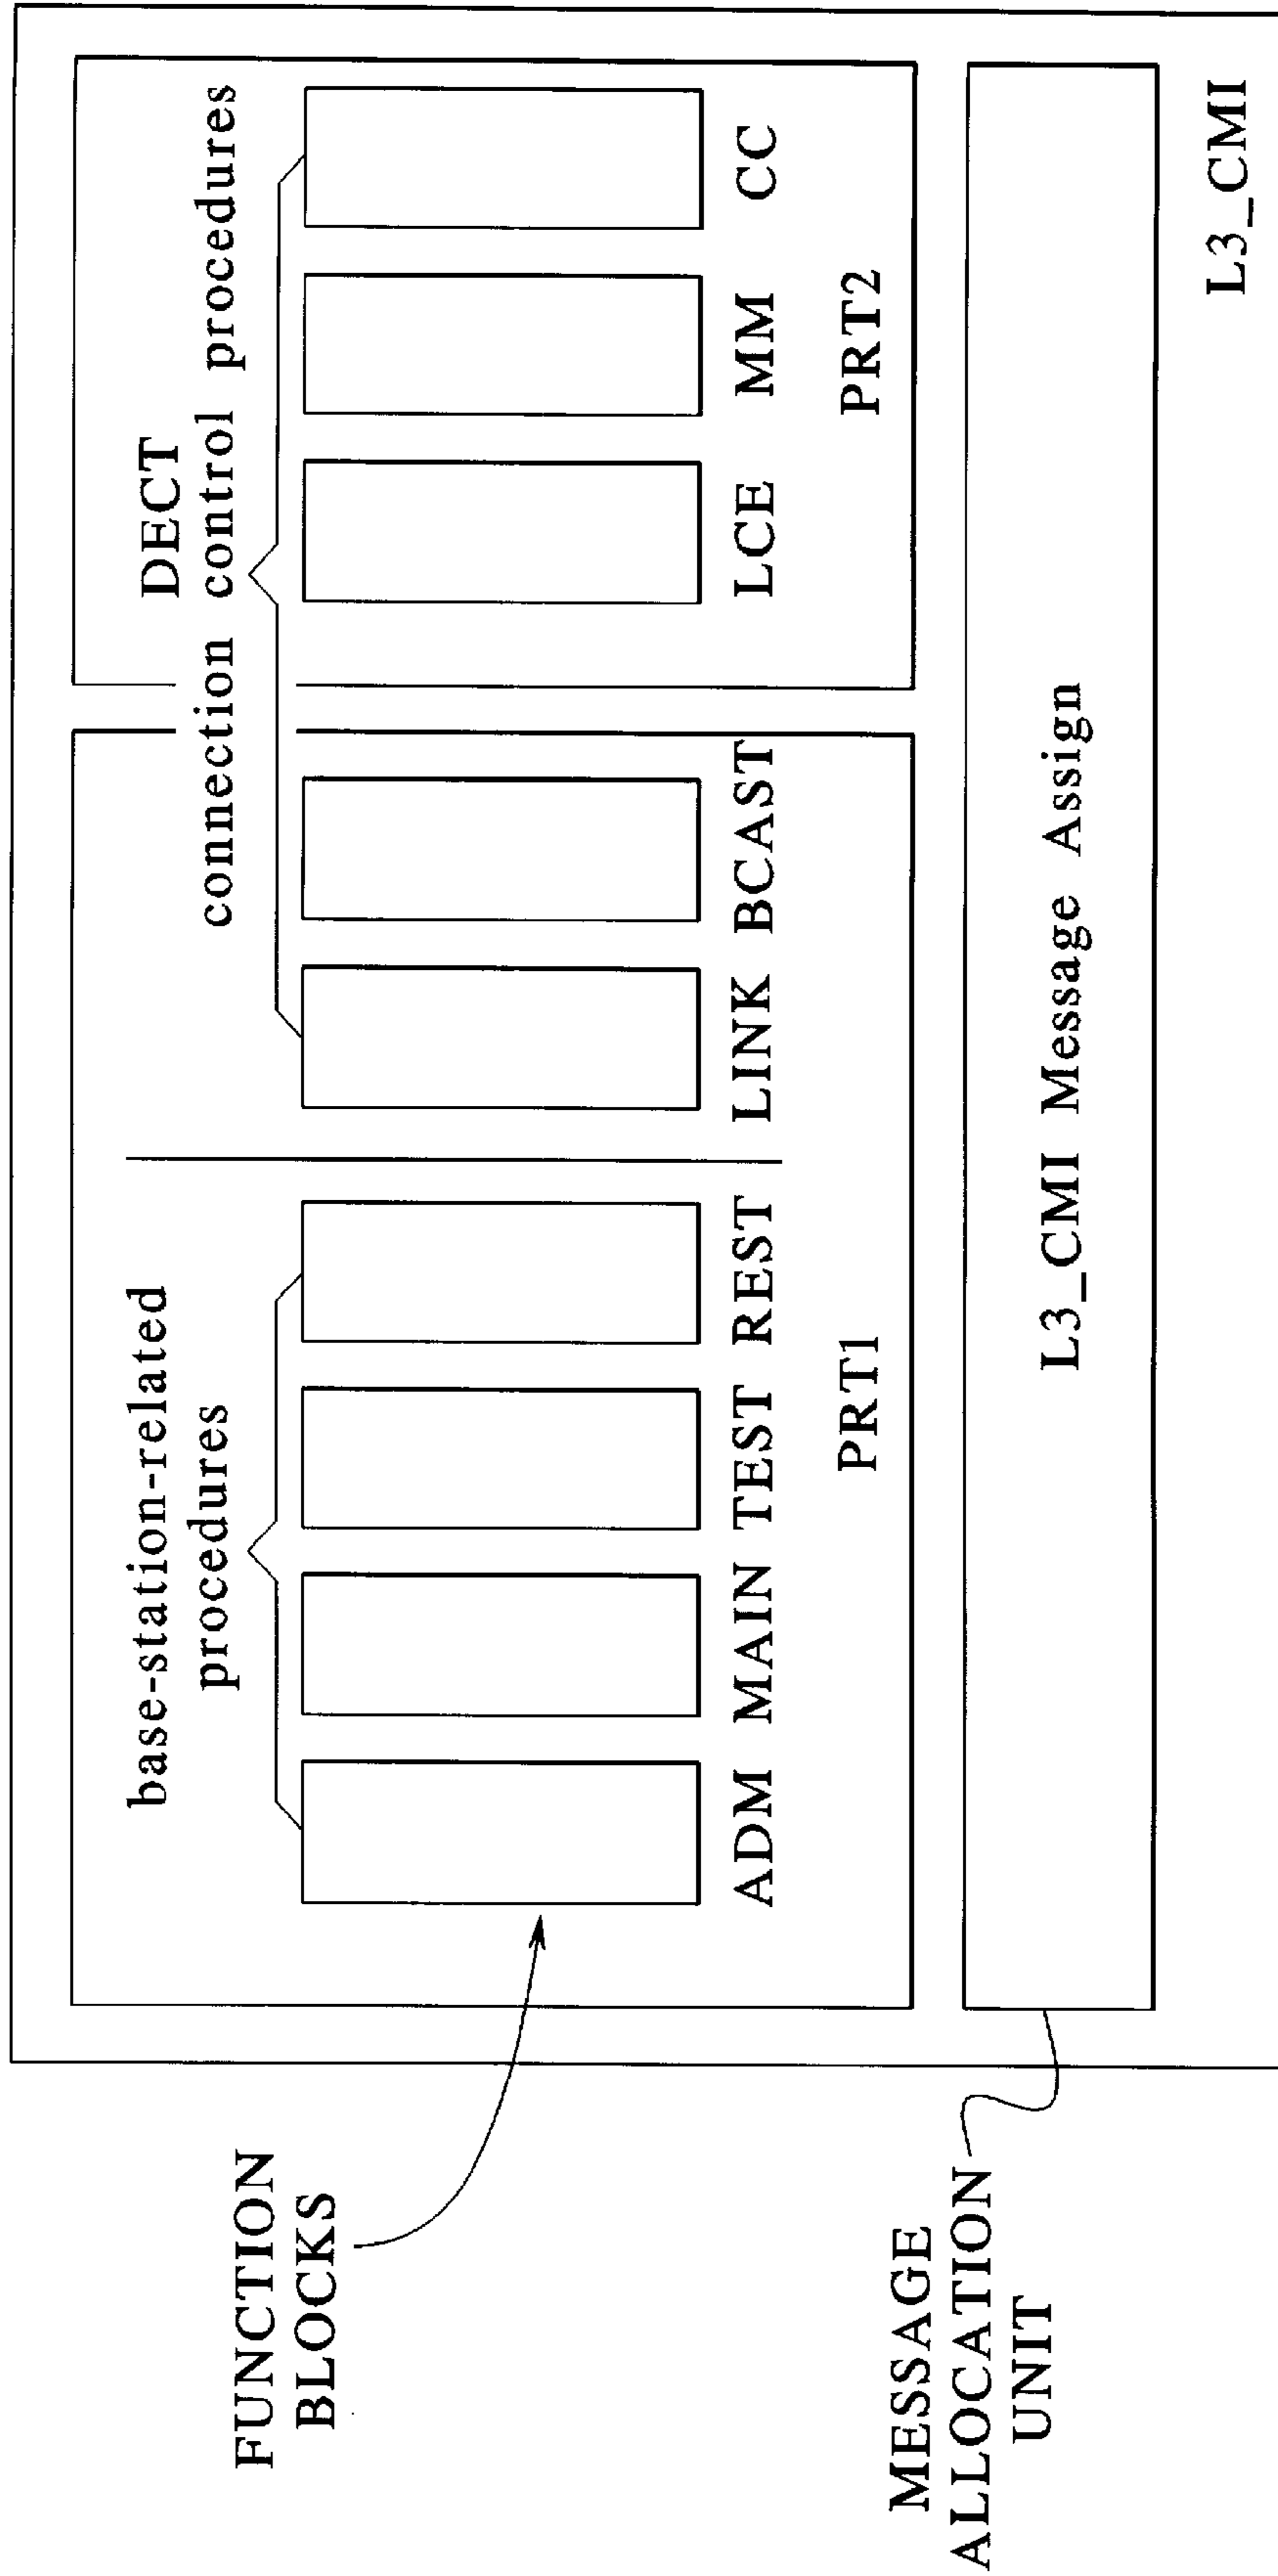 FUNCTION
BLOCKS
base-station-related
procedures
DECT
connection control procedures
ADM MAIN TEST REST LINK BCAST LCE MM CC
PRT1
PRT2
MESSAGE
ALLOCATION
UNIT
L3_CMI Message Assign
L3_CMI